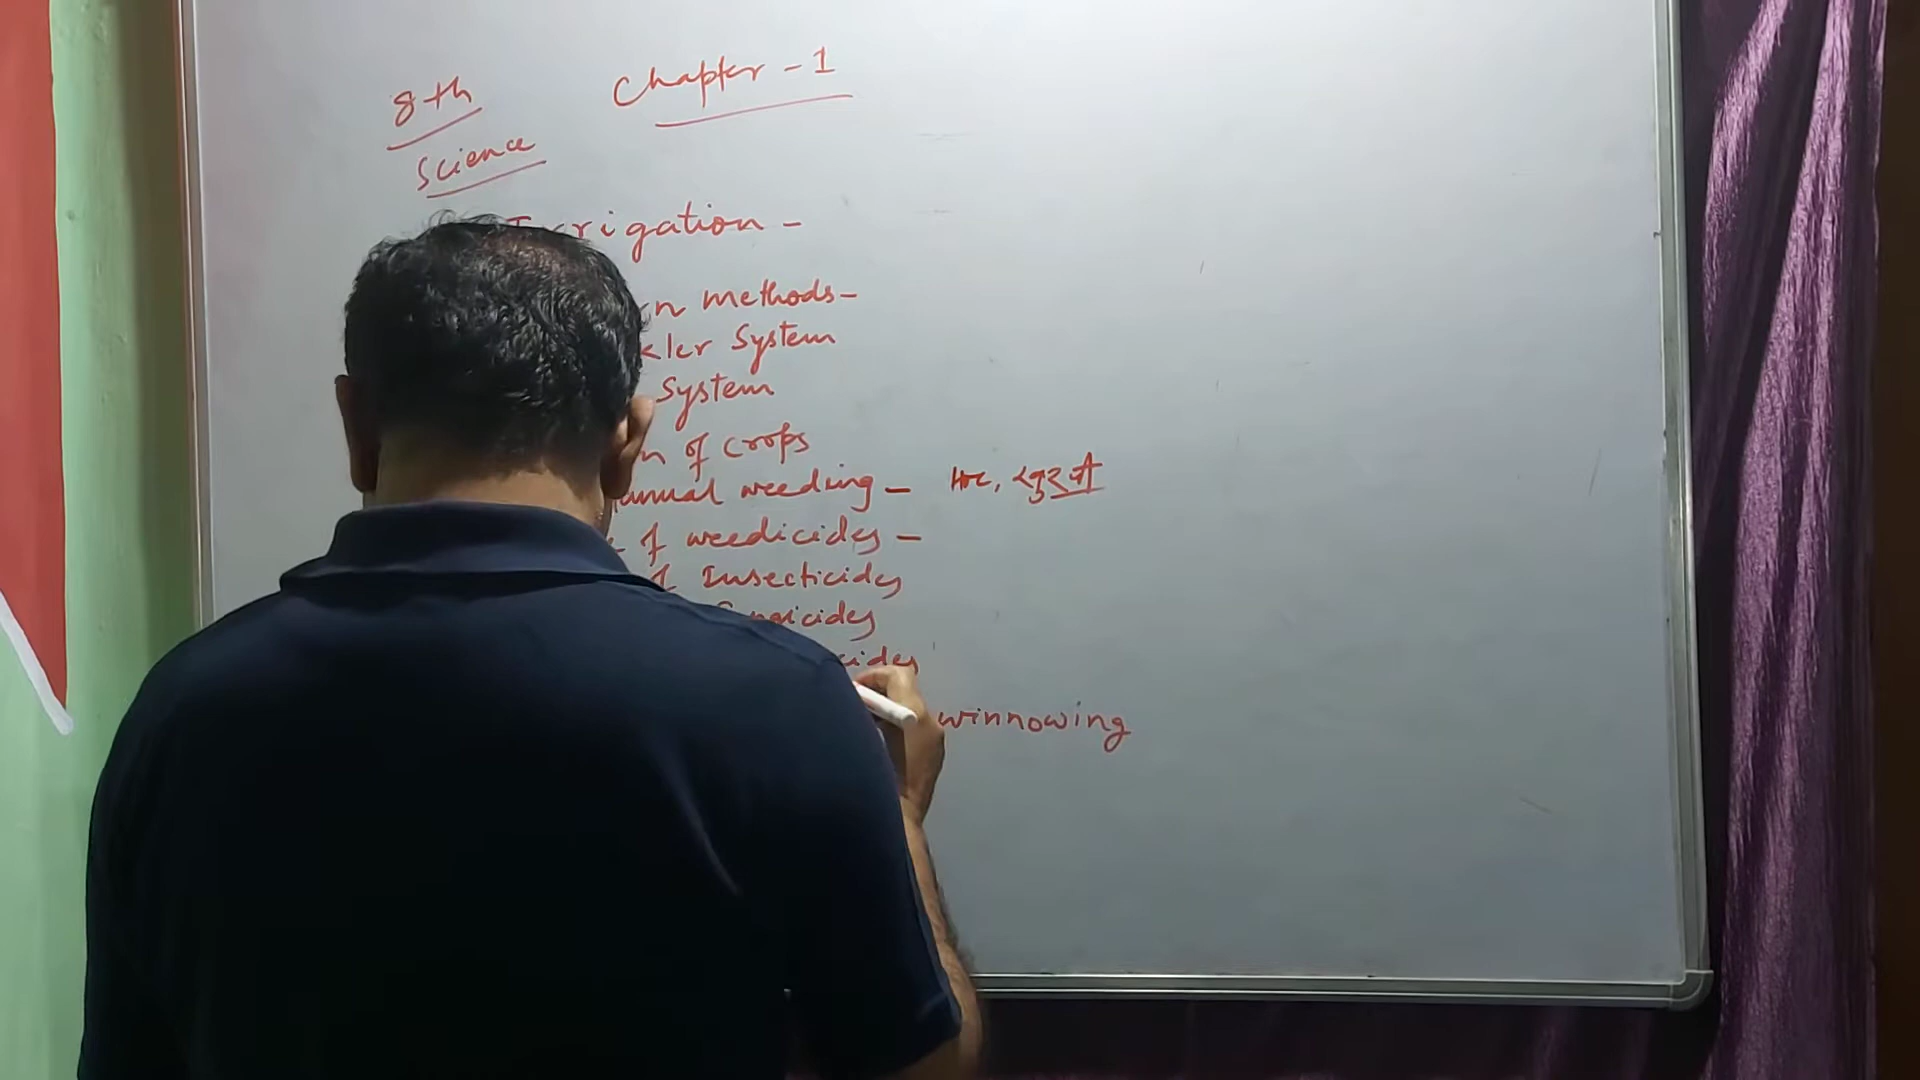 8th Chapter - 1
Science
Irrigation -
n methods-
kler System
System
n of crops
anual weeding - Hoe, खुरपी
of weedicides -
Insecticides
gicides
cides
winnowing